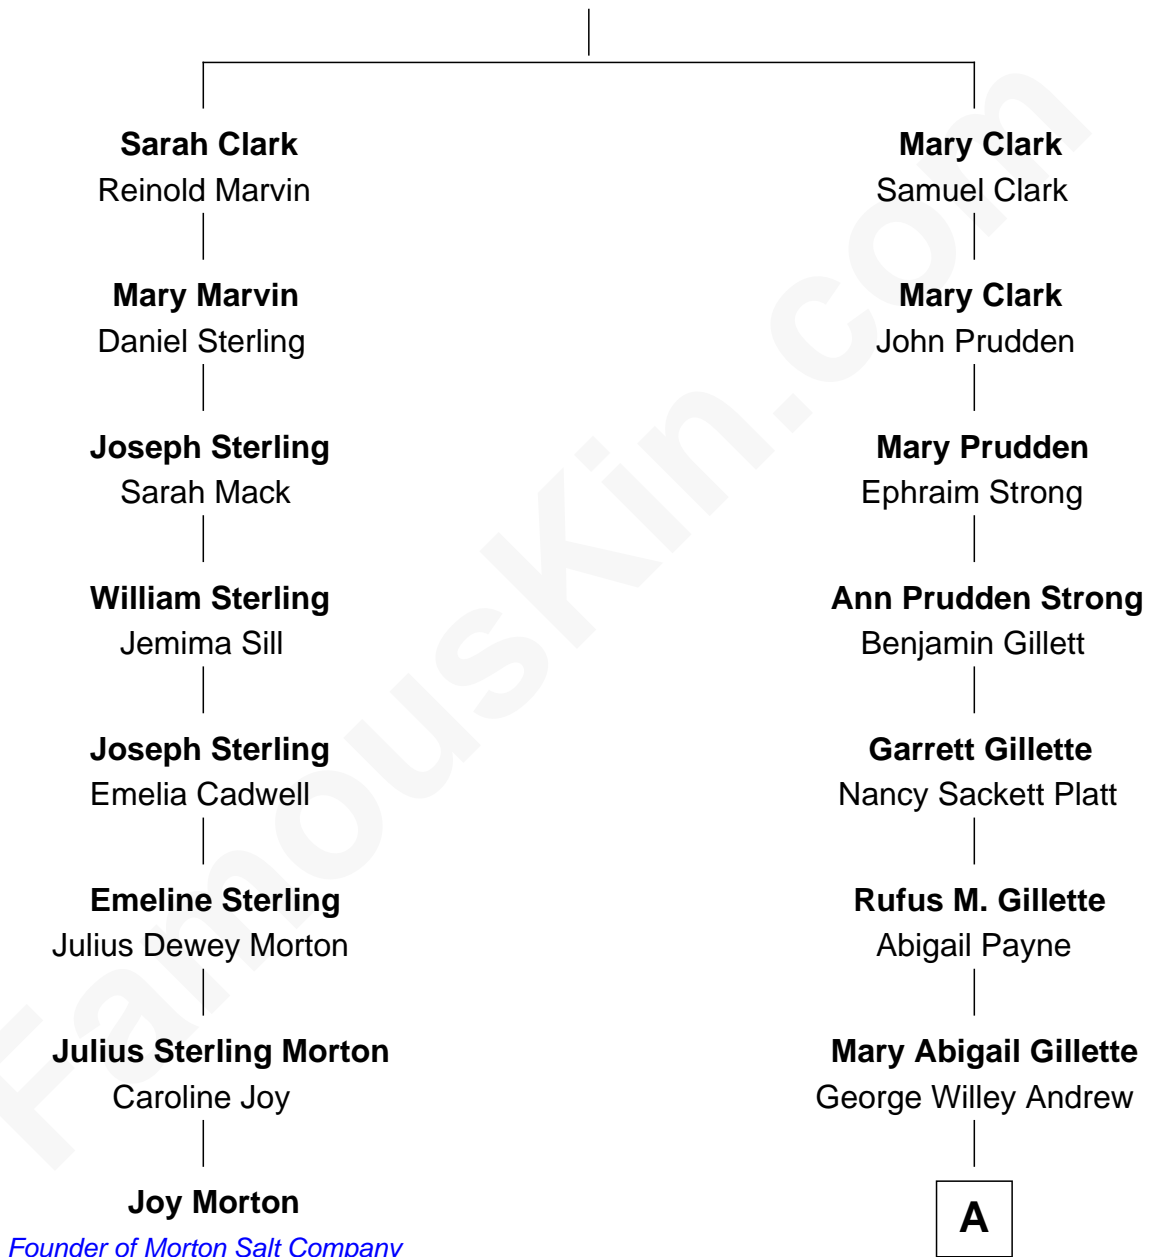 Sarah Clark
Reinold Marvin
Mary Clark
Samuel Clark
Mary Marvin
Daniel Sterling
Mary Clark
John Prudden
Joseph Sterling
Sarah Mack
Mary Prudden
Ephraim Strong
William Sterling
Jemima Sill
Ann Prudden Strong
Benjamin Gillett
Joseph Sterling
Emelia Cadwell
Garrett Gillette
Nancy Sackett Platt
Emeline Sterling
Julius Dewey Morton
Rufus M. Gillette
Abigail Payne
Julius Sterling Morton
Caroline Joy
Mary Abigail Gillette
George Willey Andrew
Joy Morton
Founder of Morton Salt Company
A
FamousKin.com